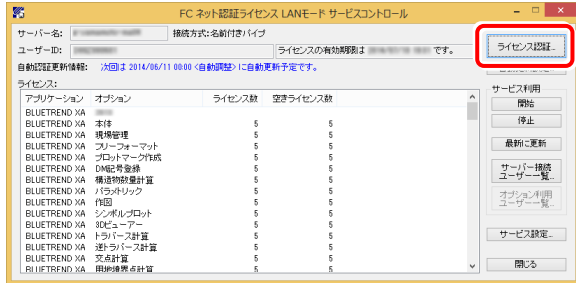 FC ネット認証ライセンス LANモード サービスコントロール
サーバー名: 接続方式:名前付きパイプ
ユーザーID: ライセンスの有効期限は です。
ライセンス認証...
自動認証更新情報: 次回は 2014/06/11 00:00 <自動調整> に自動更新予定です。
ライセンス:
アプリケーション オプション ライセンス数 空きライセンス数
BLUETREND XA
BLUETREND XA 本体 5 5
BLUETREND XA 現場管理 5 5
BLUETREND XA フリーフォーマット 5 5
BLUETREND XA プロットマーク作成 5 5
BLUETREND XA DM記号登録 5 5
BLUETREND XA 構造物数量計算 5 5
BLUETREND XA パラメトリック 5 5
BLUETREND XA 作図 5 5
BLUETREND XA シンボルプロット 5 5
BLUETREND XA 3Dビューアー 5 5
BLUETREND XA トラバース計算 5 5
BLUETREND XA 逆トラバース計算 5 5
BLUETREND XA 交点計算 5 5
BLUETREND XA 用地境界点計算 5 5
サービス利用
開始
停止
最新に更新
サーバー接続
ユーザー一覧...
オプション利用
ユーザー一覧...
サービス設定...
閉じる